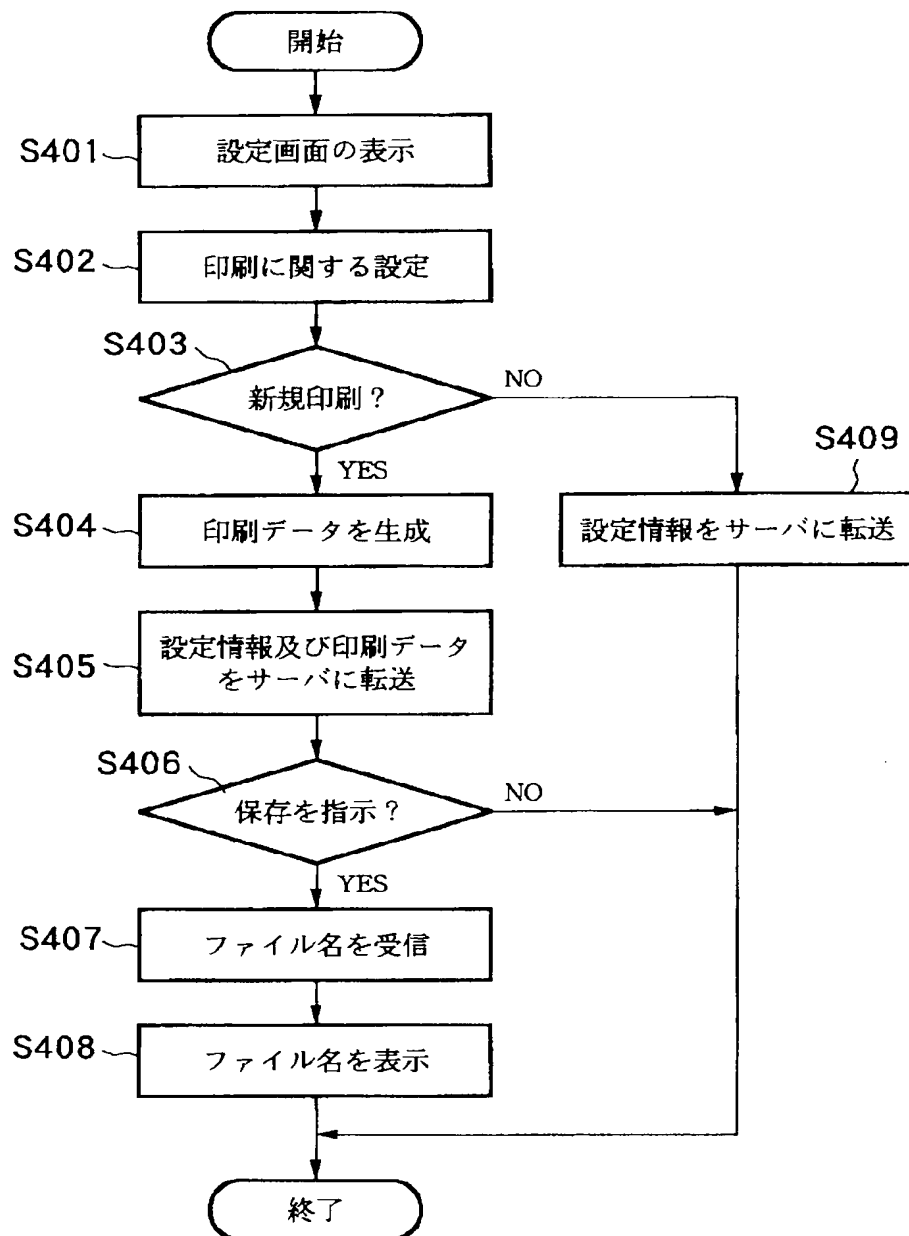 開始
S401
設定画面の表示
S402
印刷に関する設定
S403
新規印刷？
NO
YES
S409
設定情報をサーバに転送
S404
印刷データを生成
S405
設定情報及び印刷データ
をサーバに転送
S406
保存を指示？
NO
YES
S407
ファイル名を受信
S408
ファイル名を表示
終了